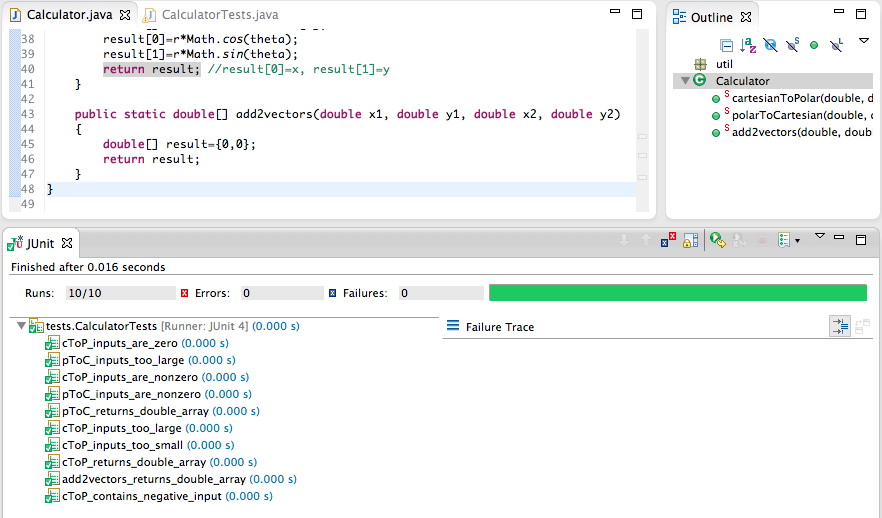 Calculator.java
CalculatorTests.java
38 result[0]=r*Math.cos(theta);
39 result[1]=r*Math.sin(theta);
40 return result; //result[0]=x, result[1]=y
41 }
42
43 public static double[] add2vectors(double x1, double y1, double x2, double y2)
44 {
45 double[] result={0,0};
46 return result;
47 }
48 }
49
Outline
util
Calculator
cartesianToPolar(double, d
polarToCartesian(double, d
add2vectors(double, doub
JUnit
Finished after 0.016 seconds
Runs: 10/10 Errors: 0 Failures: 0
tests.CalculatorTests [Runner: JUnit 4] (0.000 s)
cToP_inputs_are_zero (0.000 s)
pToC_inputs_too_large (0.000 s)
cToP_inputs_are_nonzero (0.000 s)
pToC_inputs_are_nonzero (0.000 s)
pToC_returns_double_array (0.000 s)
cToP_inputs_too_large (0.000 s)
cToP_inputs_too_small (0.000 s)
cToP_returns_double_array (0.000 s)
add2vectors_returns_double_array (0.000 s)
cToP_contains_negative_input (0.000 s)
Failure Trace